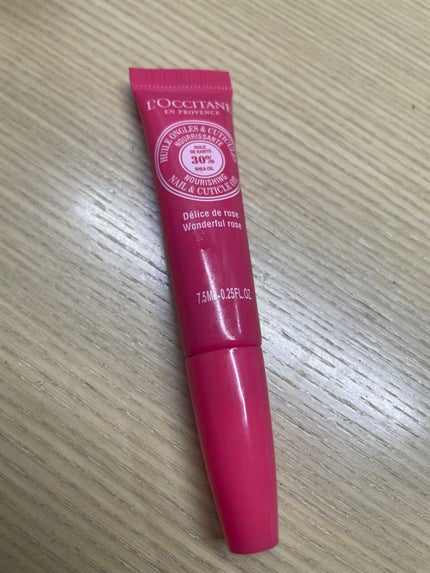 L'OCCITANE
EN PROVENCE
HUILE ONGLES & CUTICULES
NOURRISSANTE
HUILE
DE KARITÉ
30%
SHEA OIL
NOURISHING
NAIL & CUTICLE OIL
Délice de rose
Wonderful rose
7.5Ml-0.25FL.OZ